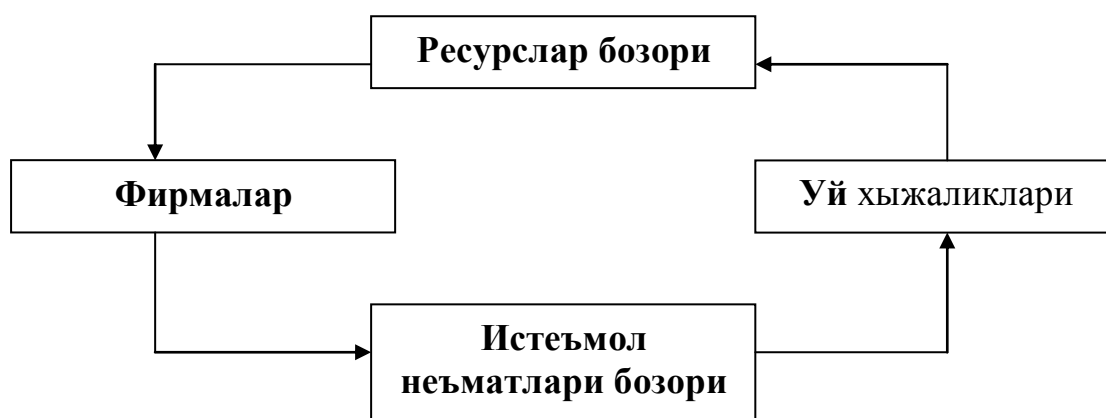 Ресурслар бозори
Фирмалар
Уй хыжаликлари
Истеъмол
неъматлари бозори